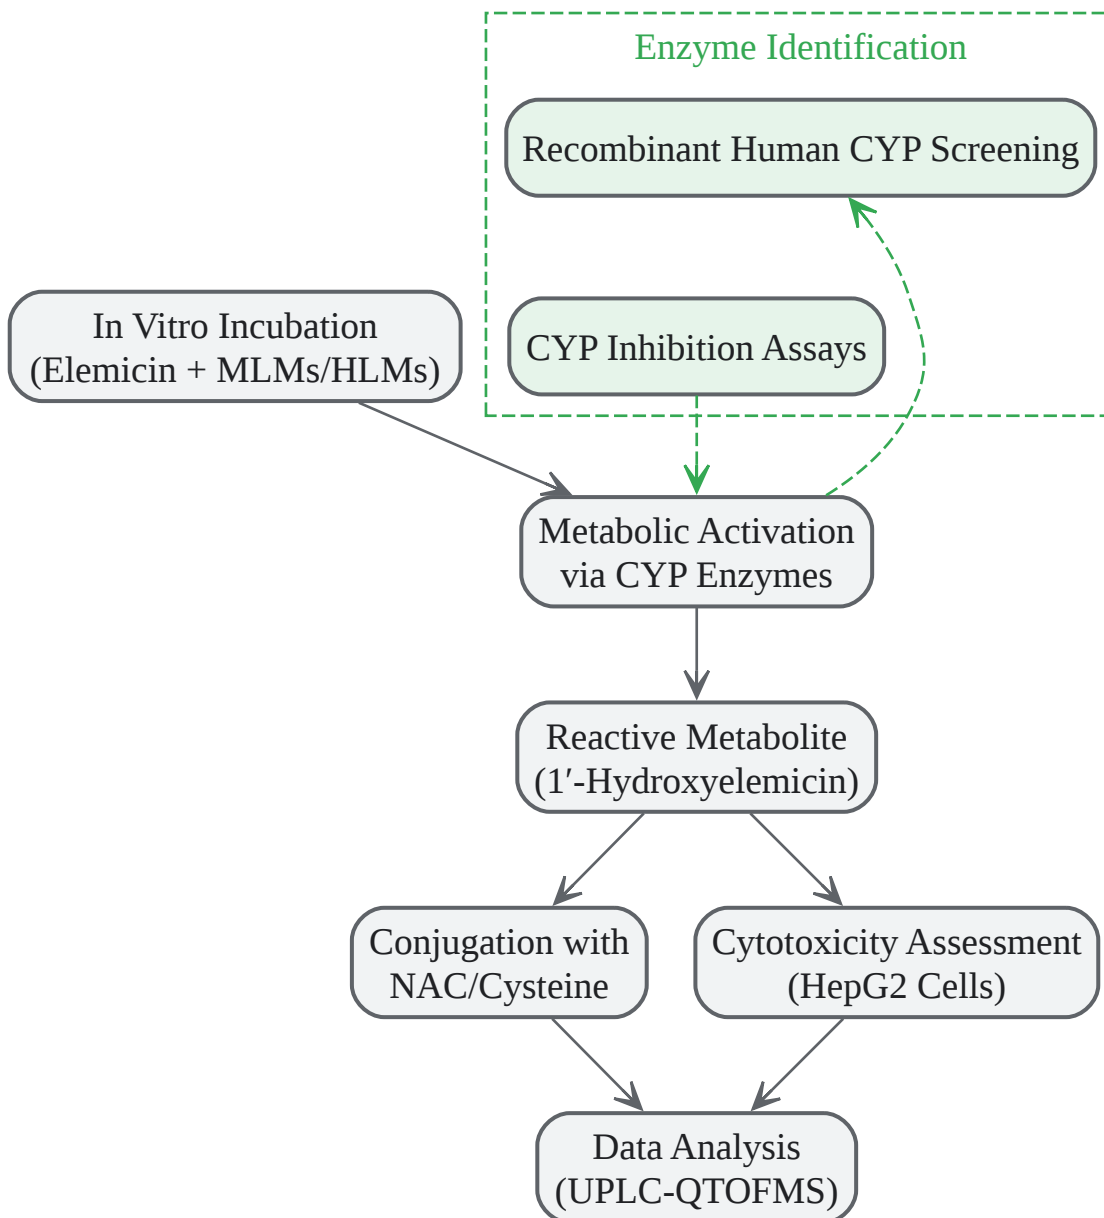 Enzyme Identification
Recombinant Human CYP Screening
In Vitro Incubation
(Elemicin + MLMs/HLMs)
CYP Inhibition Assays
Metabolic Activation
via CYP Enzymes
Reactive Metabolite
(1′-Hydroxyelemicin)
Conjugation with
NAC/Cysteine
Cytotoxicity Assessment
(HepG2 Cells)
Data Analysis
(UPLC-QTOFMS)